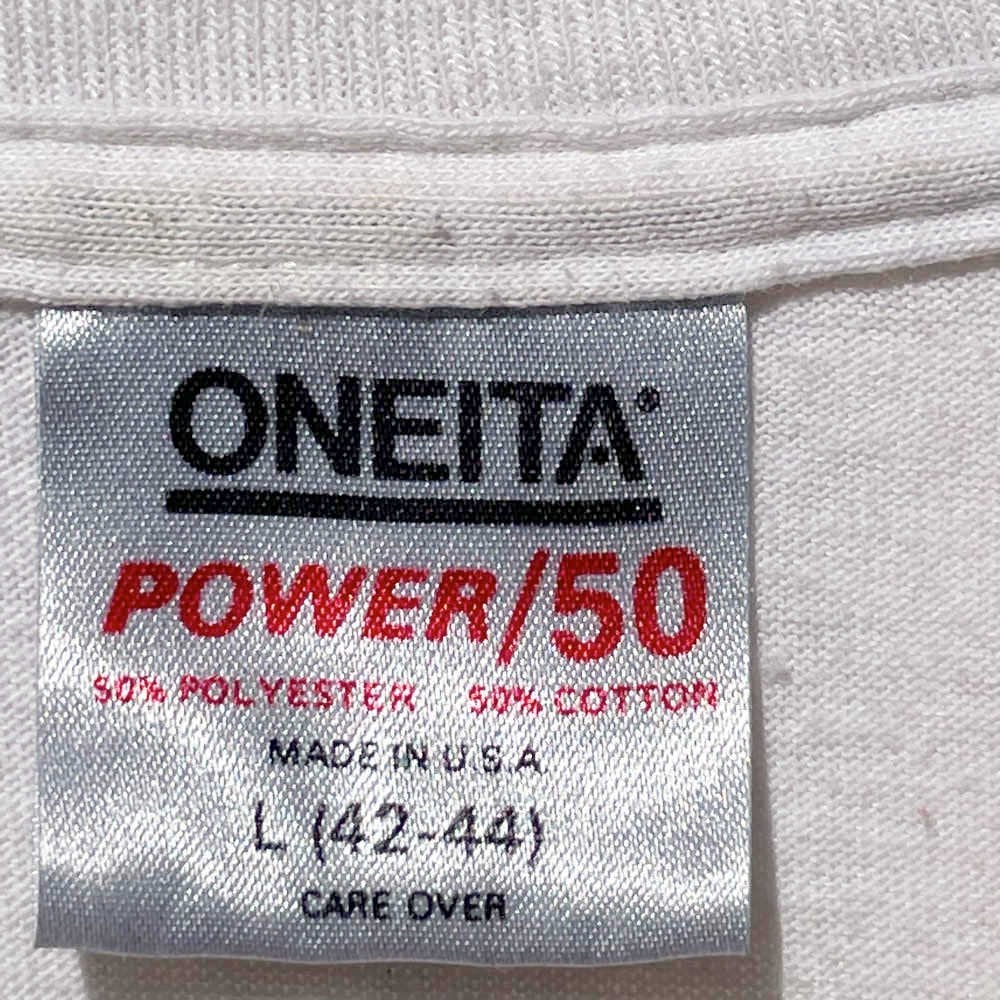 ONEITA®
POWER/50
50% POLYESTER 50% COTTON
MADE IN U.S.A.
L (42-44)
CARE OVER